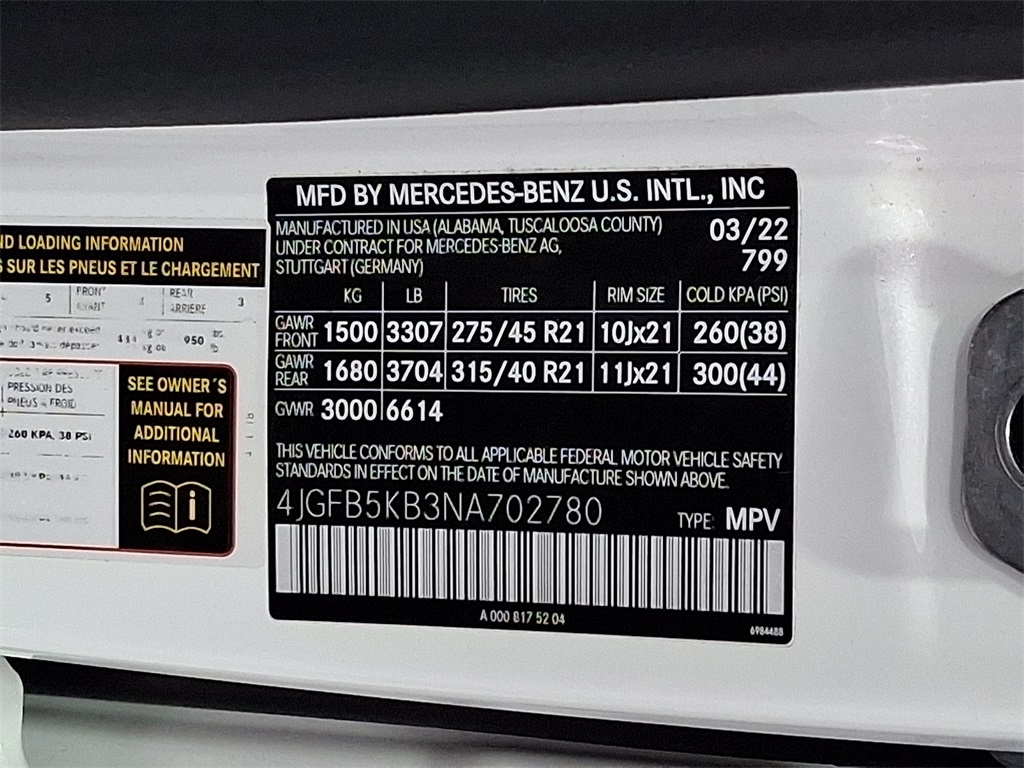 MFD BY MERCEDES-BENZ U.S. INTL., INC
MANUFACTURED IN USA (ALABAMA, TUSCALOOSA COUNTY)
UNDER CONTRACT FOR MERCEDES-BENZ AG,
STUTTGART (GERMANY)
03/22
799
KG LB TIRES RIM SIZE COLD KPA (PSI)
GAWR FRONT 1500 3307 275/45 R21 10Jx21 260(38)
GAWR REAR 1680 3704 315/40 R21 11Jx21 300(44)
GVWR 3000 6614
THIS VEHICLE CONFORMS TO ALL APPLICABLE FEDERAL MOTOR VEHICLE SAFETY
STANDARDS IN EFFECT ON THE DATE OF MANUFACTURE SHOWN ABOVE.
4JGFB5KB3NA702780
TYPE: MPV
A 000 817 52 04
6984488
ND LOADING INFORMATION
S SUR LES PNEUS ET LE CHARGEMENT
5 FRONT REAR 3
ARRIERE
950
PRESSION DES
PNEUS À FROID
260 KPA, 38 PSI
SEE OWNER´S
MANUAL FOR
ADDITIONAL
INFORMATION